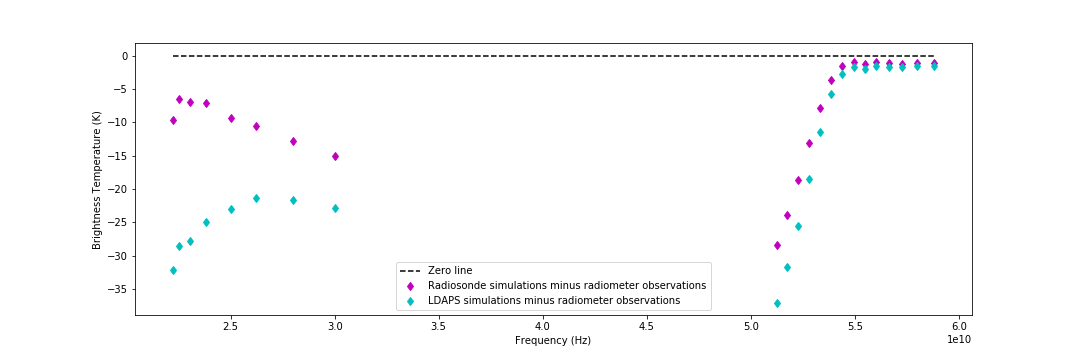 0
−5
−10
−15
−20
−25
−30
−35
Brightness Temperature (K)
Zero line
Radiosonde simulations minus radiometer observations
LDAPS simulations minus radiometer observations
2.5
3.0
3.5
4.0
4.5
5.0
5.5
6.0
1e10
Frequency (Hz)